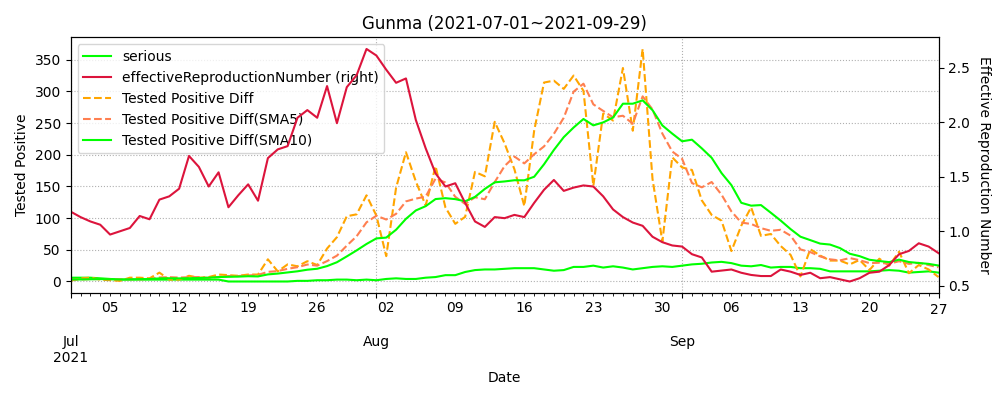 Gunma (2021-07-01~2021-09-29)
serious
effectiveReproductionNumber (right)
Tested Positive Diff
Tested Positive Diff(SMA5)
Tested Positive Diff(SMA10)
Tested Positive
350
300
250
200
150
100
50
0
2.5
2.0
1.5
1.0
0.5
Effective Reproduction Number
05 12 19 26 02 09 16 23 30 06 13 20 27
Jul Aug Sep
2021
Date